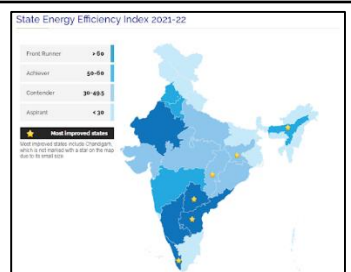 State Energy Efficiency Index 2021-22
Front Runner >60
Achiever 50-60
Contender 30-49.5
Aspirant <30
Most improved states
Most improved states include Chandigarh,
which is not marked with a star on the map
due to its small size.